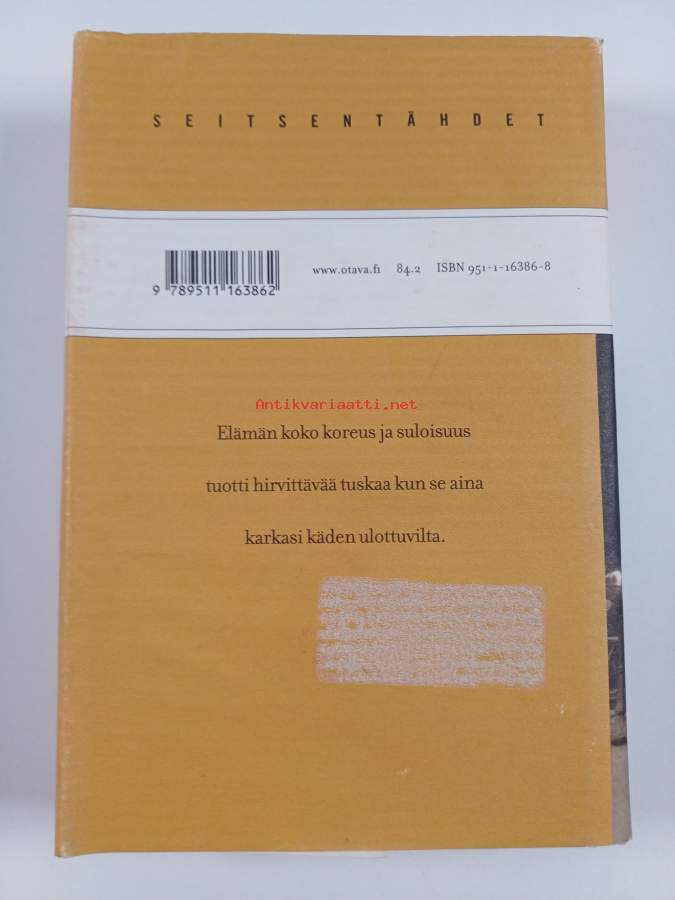 SEITSENTÄHDET
www.otava.fi 84.2 ISBN 951-1-16386-8
9 789511 163862
Antikvariaatti.net
Elämän koko koreus ja suloisuus
tuotti hirvittävää tuskaa kun se aina
karkasi käden ulottuvilta.